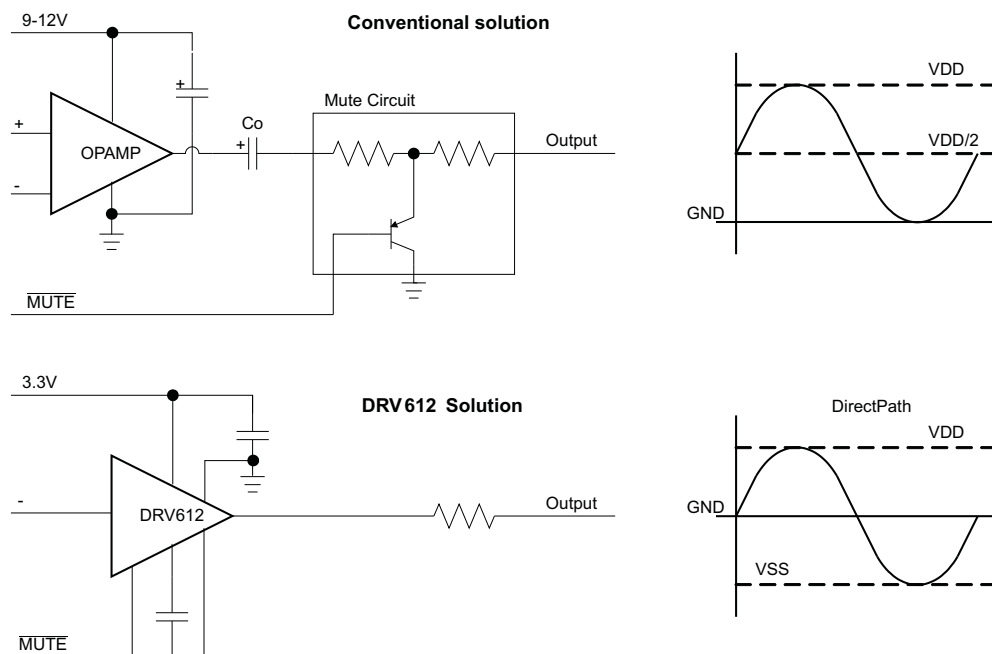 9-12V
Conventional solution
VDD
+
Mute Circuit
Co
+
OPAMP
+
Output
VDD/2
-
GND
MUTE
3.3V
DRV612 Solution
DirectPath
VDD
-
DRV612
Output
GND
VSS
MUTE